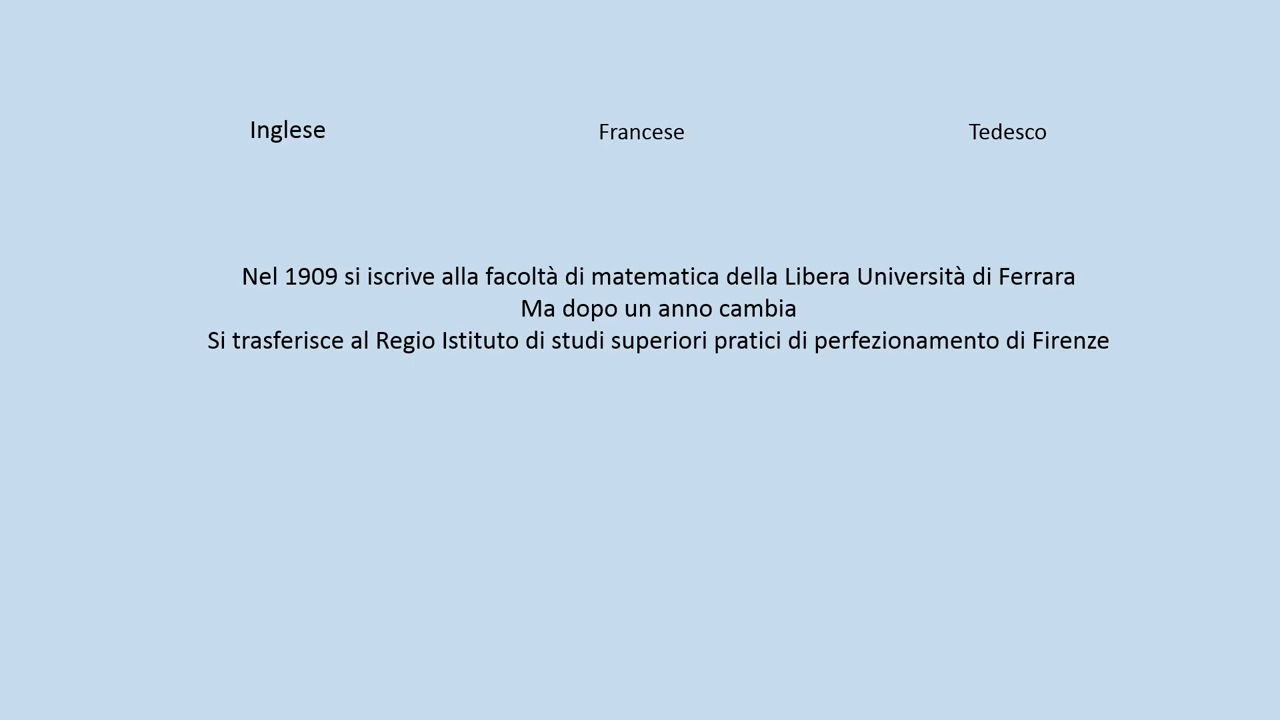 Inglese Francese Tedesco
Nel 1909 si iscrive alla facoltà di matematica della Libera Università di Ferrara
Ma dopo un anno cambia
Si trasferisce al Regio Istituto di studi superiori pratici di perfezionamento di Firenze